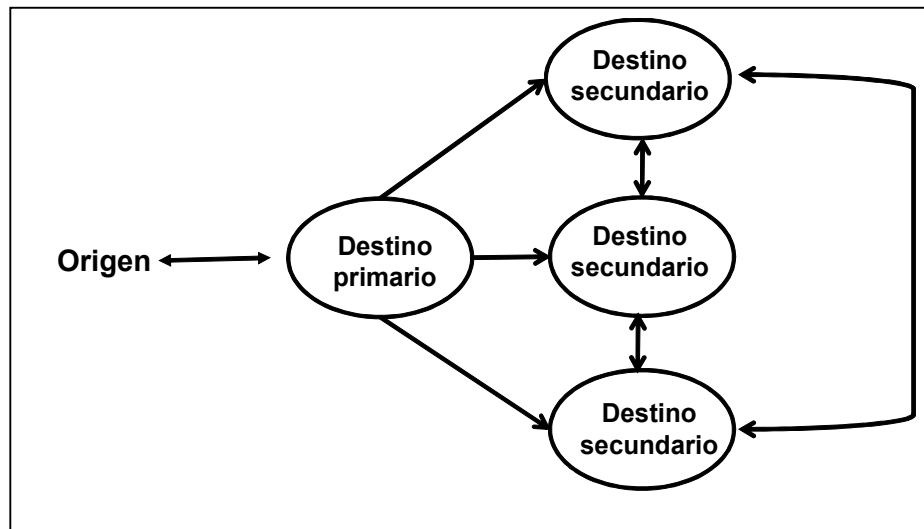 Destino
secundario
Origen
Destino
primario
Destino
secundario
Destino
secundario